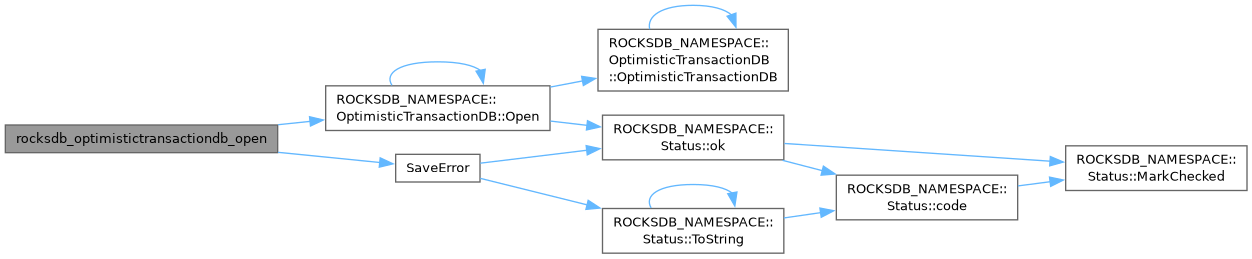 rocksdb_optimistictransactiondb_open
ROCKSDB_NAMESPACE::
OptimisticTransactionDB::Open
ROCKSDB_NAMESPACE::
OptimisticTransactionDB
::OptimisticTransactionDB
SaveError
ROCKSDB_NAMESPACE::
Status::ok
ROCKSDB_NAMESPACE::
Status::ToString
ROCKSDB_NAMESPACE::
Status::code
ROCKSDB_NAMESPACE::
Status::MarkChecked